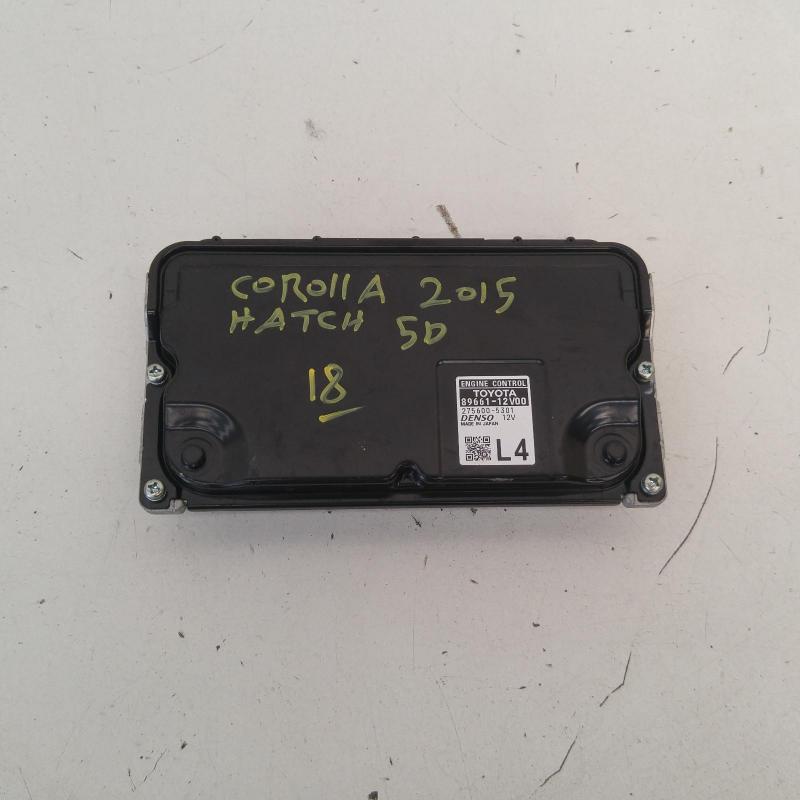 COROllA 2015
HATCH 5D
18
ENGINE CONTROL
TOYOTA
89661-12V00
275600-5301
DENSO 12V
MADE IN JAPAN
L4